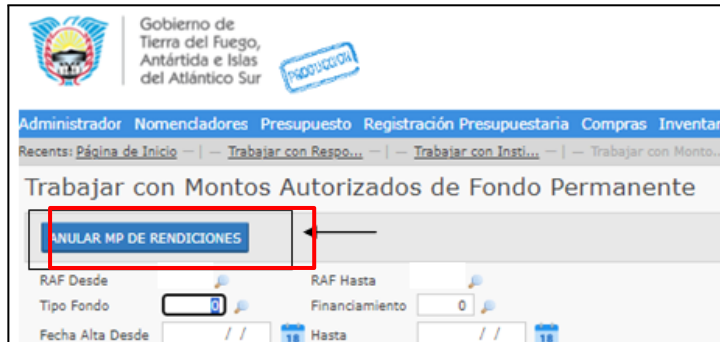 Gobierno de
Tierra del Fuego,
Antártida e Islas
del Atlántico Sur
PRODUCCION
Administrador Nomencladores Presupuesto Registración Presupuestaria Compras Inventar
Recents: Página de Inicio — | — Trabajar con Respo... — | — Trabajar con Insti... — | — Trabajar con Monto...
Trabajar con Montos Autorizados de Fondo Permanente
ANULAR MP DE RENDICIONES
RAF Desde RAF Hasta
Tipo Fondo 0 Financiamiento 0
Fecha Alta Desde / / 18 Hasta / / 18